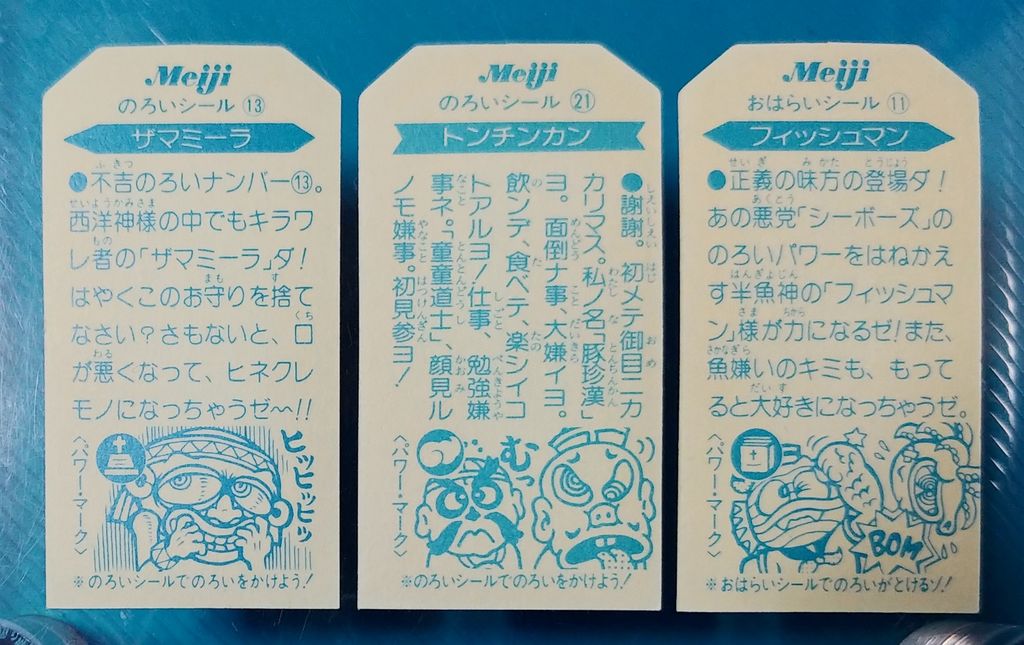 Meiji
のろいシール ⑬
ザマミーラ
●不吉のろいナンバー⑬。
西洋神様の中でもキラワ
レ者の「ザマミーラ」ダ！
はやくこのお守りを捨て
なさい？さもないと、口
が悪くなって、ヒネクレ
モノになっちゃうゼ〜!!
ヒッヒッヒッ
〈パワー・マーク〉
※のろいシールでのろいをかけよう！
Meiji
のろいシール ㉑
トンチンカン
●謝謝。初メテ御目ニカ
カリマス。私ノ名「豚珍漢」
ヨ。面倒ナ事、大嫌イヨ。
飲ンデ、食ベテ、楽シイコ
トアルヨ！仕事、勉強嫌
事ネ。「童童道士」、顔見ル
ノモ嫌事。初見参ヨ！
むっ
〈パワー・マーク〉
※のろいシールでのろいをかけよう！
Meiji
おはらいシール ⑪
フィッシュマン
●正義の味方の登場ダ！
あの悪党「シーボーズ」の
のろいパワーをはねかえ
す半魚神の「フィッシュマ
ン」様が力になるゼ！また、
魚嫌いのキミも、もって
ると大好きになっちゃうゼ。
〈パワー・マーク〉
BOM
※おはらいシールでのろいがとけるゾ！